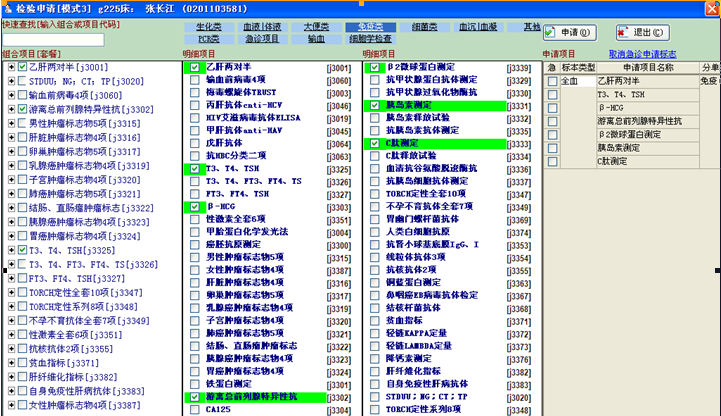 检验申请[模式3] g225床: 张长江 (0201103581)
快速查找[输入组合或项目代码]
生化类 血液|体液 大便类 免疫类 细菌类 血沉|血凝 其他
PCR类 急诊项目 输血 细胞学检查
申请(O) 退出(C)
组合项目[套餐]
乙肝两对半[j3001]
STDUU; NG; CT; TP[j3020]
输血前病毒4项[j3060]
游离总前列腺特异性抗[j3302]
男性肿瘤标志物5项[j3315]
肝脏肿瘤标志物4项[j3316]
卵巢肿瘤标志物5项[j3317]
乳腺癌肿瘤标志物4项[j3319]
子宫肿瘤标志物4项[j3320]
肺癌肿瘤标志物5项[j3321]
结肠、直肠瘤肿瘤标志[j3322]
胰腺癌肿瘤标志物4项[j3323]
胃癌肿瘤标志物4项[j3324]
T3、T4、TSH[j3325]
T3、T4、FT3、FT4、TS[j3326]
FT3、FT4、TSH[j3327]
TORCH定性全套10项[j3347]
TORCH定性系列8项[j3348]
不孕不育抗体全套7项[j3349]
性激素全套6项[j3351]
抗核抗体2项[j3355]
贫血指标[j3371]
肝纤维化指标[j3382]
自身免疫性肝病抗体[j3383]
女性肿瘤标志物4项[j3387]
明细项目
乙肝两对半 [j3001]
输血前病毒4项 [j3060]
梅毒螺旋体TRUST [j3003]
丙肝抗体cnti-HCV [j3046]
HIV艾滋病毒抗体ELISA [j3019]
甲肝抗体anti-HAV [j3045]
戊肝抗体 [j3064]
抗HBC分类二项 [j3063]
T3、T4、TSH [j3325]
T3、T4、FT3、FT4、TS [j3326]
FT3、FT4、TSH [j3327]
β-HCG [j3303]
性激素全套6项 [j3351]
甲胎蛋白化学发光法 [j3004]
癌胚抗原测定 [j3300]
男性肿瘤标志物5项 [j3315]
女性肿瘤标志物4项 [j3387]
肝脏肿瘤标志物4项 [j3316]
卵巢肿瘤标志物5项 [j3317]
乳腺癌肿瘤标志物4项 [j3319]
子宫肿瘤标志物4项 [j3320]
肺癌肿瘤标志物5项 [j3321]
结肠、直肠瘤肿瘤标志 [j3322]
胰腺癌肿瘤标志物4项 [j3323]
胃癌肿瘤标志物4项 [j3324]
铁蛋白测定 [j3301]
游离总前列腺特异性抗 [j3302]
CA125 [j3304]
明细项目
β2微球蛋白测定 [j3339]
抗甲状腺蛋白抗体测定 [j3329]
抗甲状腺过氧化物酶抗 [j3330]
胰岛素测定 [j3331]
胰岛素释放试验 [j3332]
抗胰岛素抗体测定 [j3335]
C肽测定 [j3333]
C肽释放试验 [j3334]
血清抗谷氨酸脱羧酶抗 [j3336]
抗胰岛细胞抗体测定 [j3337]
TORCH定性全套10项 [j3347]
不孕不育抗体全套7项 [j3349]
胃幽门螺杆菌抗体 [j3309]
人类白细胞抗原 [j3340]
抗肾小球基底膜IgG、I [j3353]
线粒体抗体3项 [j3354]
抗核抗体2项 [j3355]
铜蓝蛋白测定 [j3360]
鼻咽癌EB病毒抗体检定 [j3361]
结核杆菌抗体 [j3370]
贫血指标 [j3371]
轻链KAPPA定量 [j3372]
轻链LAMBDA定量 [j3373]
降钙素测定 [j3376]
肝纤维化指标 [j3382]
自身免疫性肝病抗体 [j3383]
STDUU; NG; CT; TP [j3020]
TORCH定性系列8项 [j3348]
申请项目 取消急诊申请标志
急 标本类型 申请项目名称 分单
全血 乙肝两对半 免疫
T3、T4、TSH
β-HCG
游离总前列腺特异性抗
β2微球蛋白测定
胰岛素测定
C肽测定